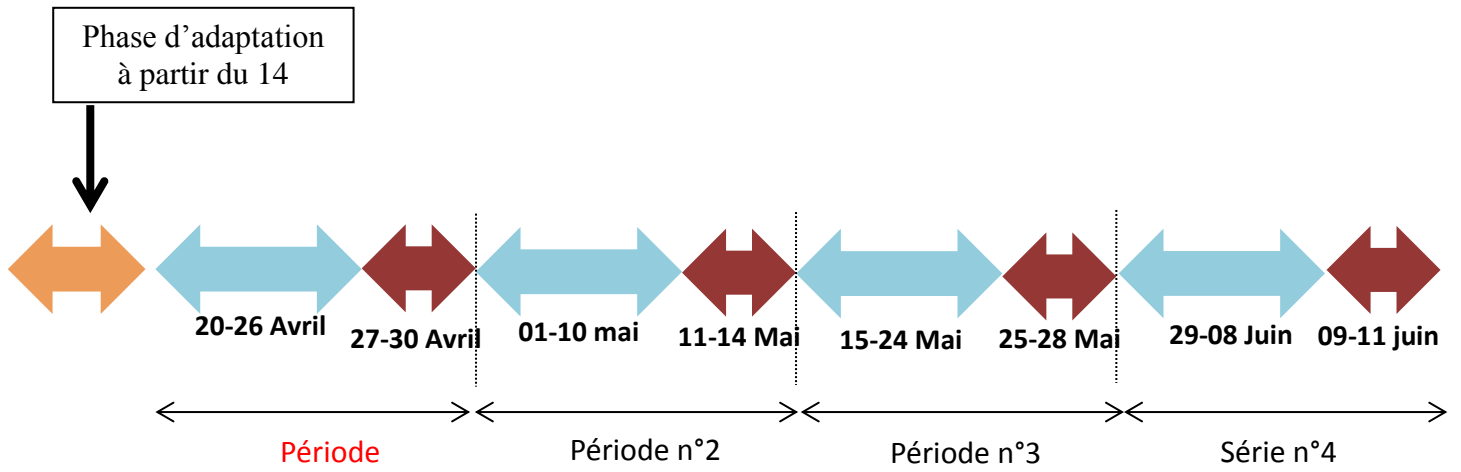 Phase d’adaptation
à partir du 14
20-26 Avril
27-30 Avril
01-10 mai
11-14 Mai
15-24 Mai
25-28 Mai
29-08 Juin
09-11 juin
Période
Période n°2
Période n°3
Série n°4